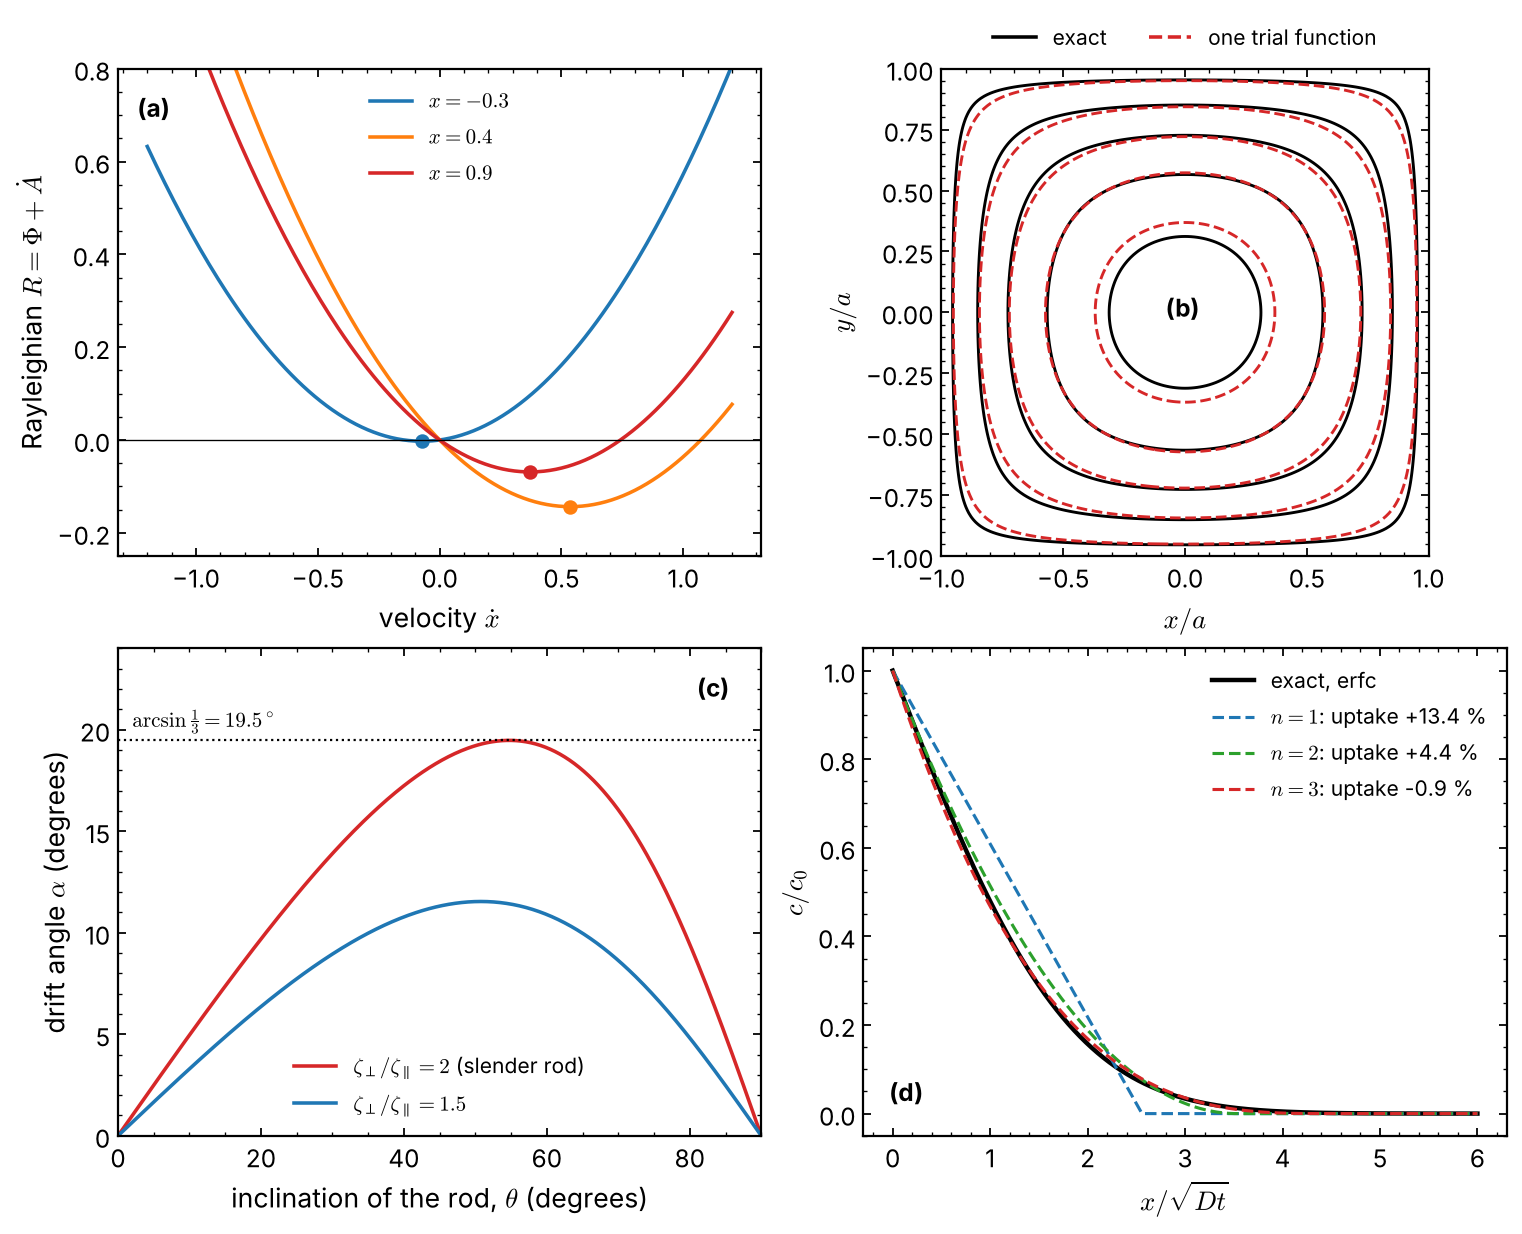 (a)
x = −0.3
x = 0.4
x = 0.9
0.8
0.6
0.4
0.2
0.0
−0.2
Rayleighian R = Φ + Ȧ
−1.0 −0.5 0.0 0.5 1.0
velocity ẋ
exact one trial function
(b)
1.00
0.75
0.50
0.25
0.00
−0.25
−0.50
−0.75
−1.00
y/a
−1.0 −0.5 0.0 0.5 1.0
x/a
(c)
arcsin 1/3 = 19.5°
20
15
10
5
0
drift angle α (degrees)
ζ⊥/ζ∥ = 2 (slender rod)
ζ⊥/ζ∥ = 1.5
0 20 40 60 80
inclination of the rod, θ (degrees)
exact, erfc
n = 1: uptake +13.4 %
n = 2: uptake +4.4 %
n = 3: uptake -0.9 %
(d)
1.0
0.8
0.6
0.4
0.2
0.0
c/c₀
0 1 2 3 4 5 6
x/√Dt